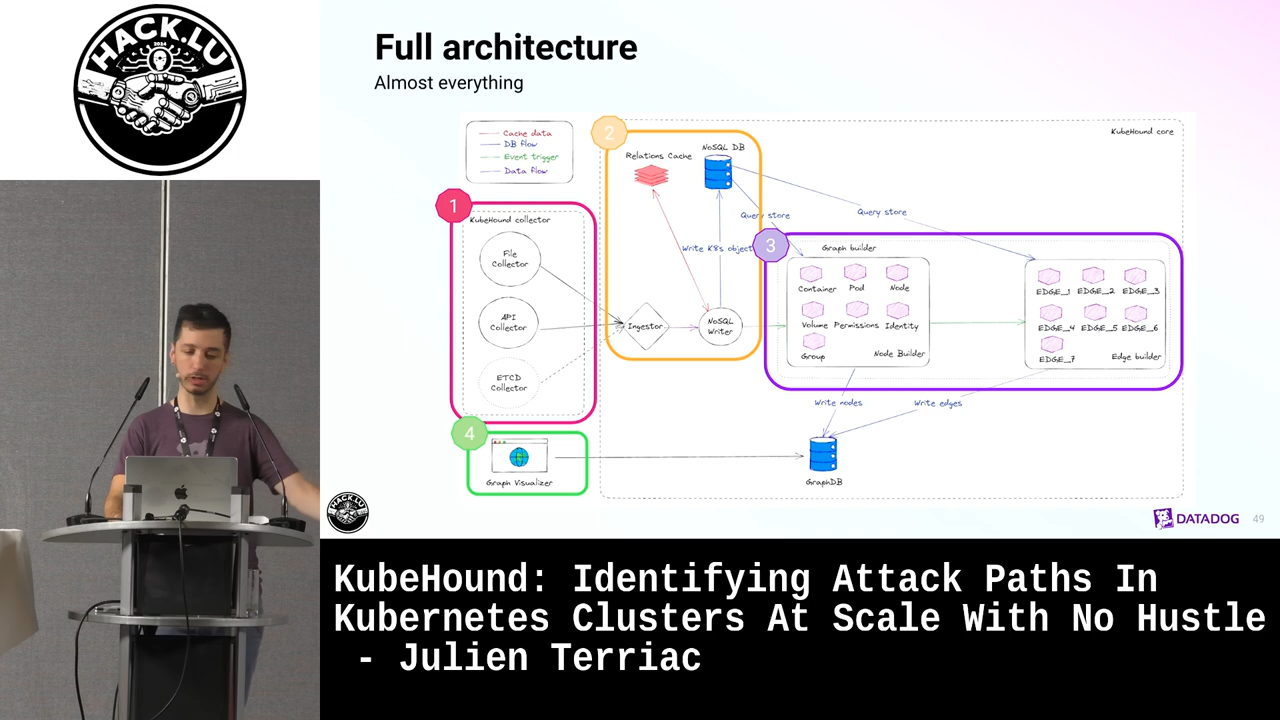 HACK.LU
2024
Full architecture
Almost everything
Cache data
DB flow
Event trigger
Data flow
KubeHound core
1
KubeHound collector
File
Collector
API
Collector
ETCD
Collector
2
Relations Cache
NoSQL DB
Write K8s object
Ingestor
NoSQL
Writer
Query store
Query store
3
Graph builder
Container
Pod
Node
Volume
Permissions
Identity
Group
Node Builder
EDGE_1
EDGE_2
EDGE_3
EDGE_4
EDGE_5
EDGE_6
EDGE_7
Edge builder
Write nodes
Write edges
4
Graph Visualizer
GraphDB
HACK.LU
DATADOG
49
KubeHound: Identifying Attack Paths In
Kubernetes Clusters At Scale With No Hustle
- Julien Terriac